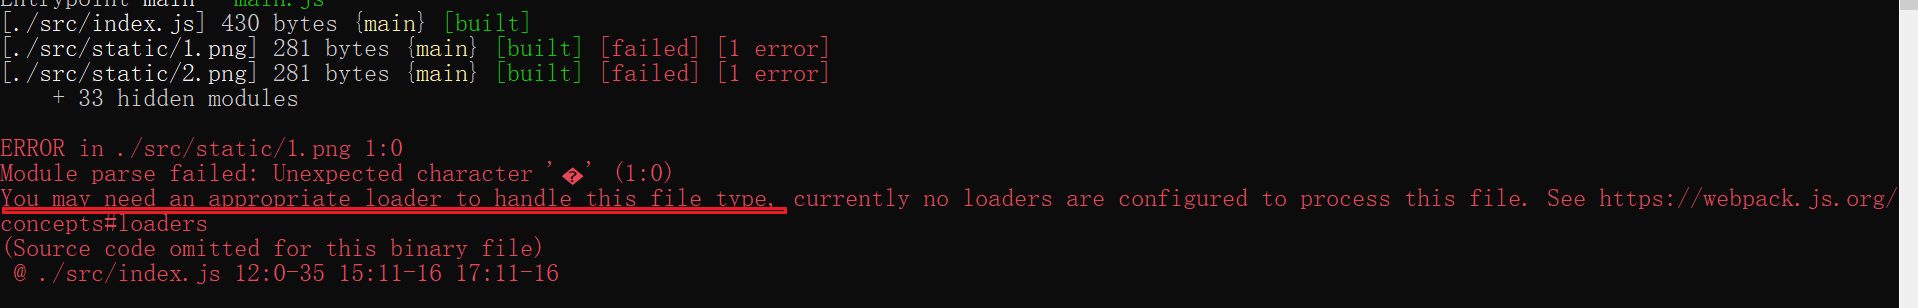 Entrypoint main   main.js
[./src/index.js] 430 bytes {main} [built]
[./src/static/1.png] 281 bytes {main} [built] [failed] [1 error]
[./src/static/2.png] 281 bytes {main} [built] [failed] [1 error]
    + 33 hidden modules
ERROR in ./src/static/1.png 1:0
Module parse failed: Unexpected character '�' (1:0)
You may need an appropriate loader to handle this file type, currently no loaders are configured to process this file. See https://webpack.js.org/
concepts#loaders
(Source code omitted for this binary file)
 @ ./src/index.js 12:0-35 15:11-16 17:11-16